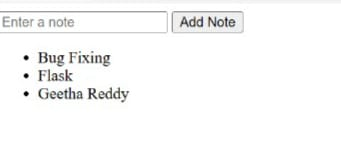 Enter a note Add Note
Bug Fixing
Flask
Geetha Reddy